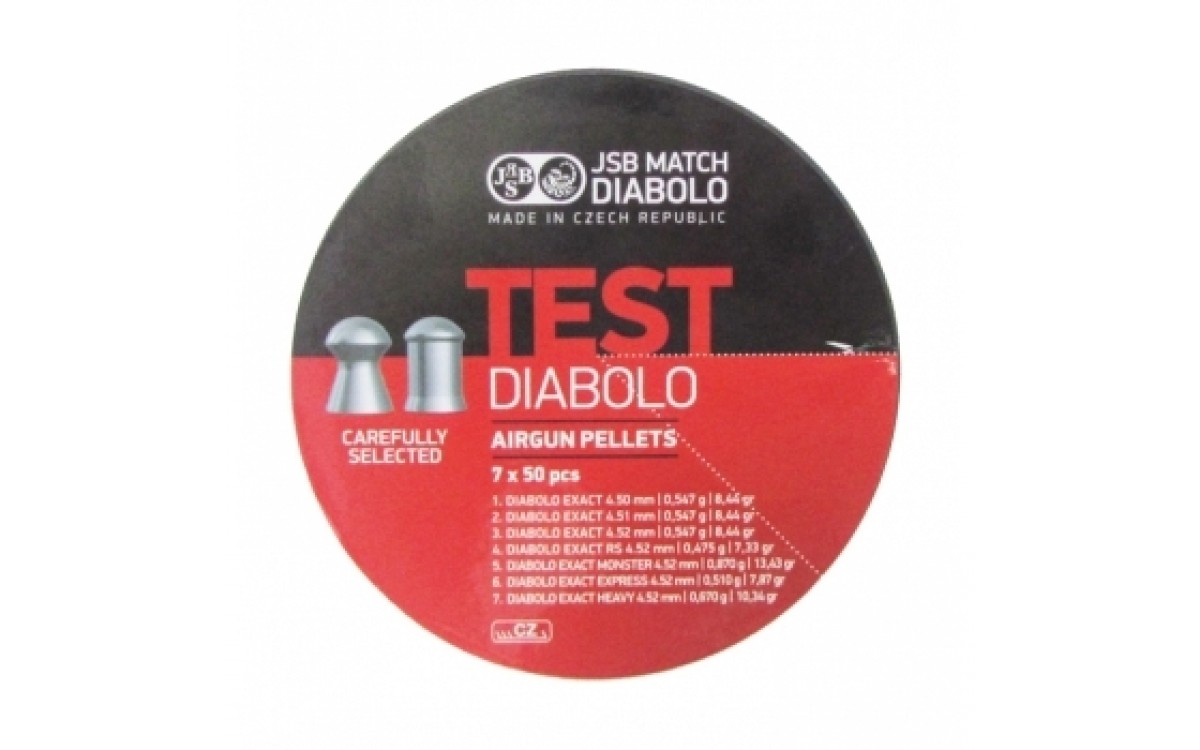 JSB
JSB MATCH
DIABOLO
MADE IN CZECH REPUBLIC
TEST
DIABOLO
CAREFULLY
SELECTED
AIRGUN PELLETS
7 x 50 pcs
1. DIABOLO EXACT 4.50 mm | 0,547 g | 8,44 gr
2. DIABOLO EXACT 4.51 mm | 0,547 g | 8,44 gr
3. DIABOLO EXACT 4.52 mm | 0,547 g | 8,44 gr
4. DIABOLO EXACT RS 4.52 mm | 0,475 g | 7,33 gr
5. DIABOLO EXACT MONSTER 4.52 mm | 0,870 g | 13,43 gr
6. DIABOLO EXACT EXPRESS 4.52 mm | 0,510 g | 7,87 gr
7. DIABOLO EXACT HEAVY 4.52 mm | 0,670 g | 10,34 gr
CZ